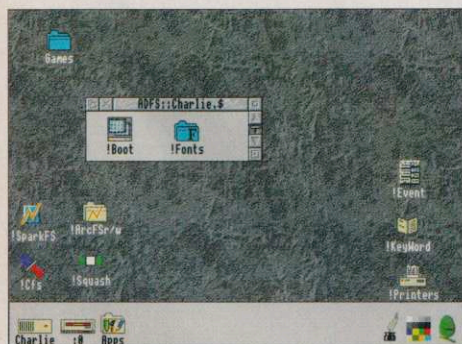 Games
ADFS::Charlie.$
!Boot
!Fonts
!Event
!SparkFS
!ArcFSr/w
!KeyWord
!Cfs
!Squash
!Printers
Charlie
:0
Apps